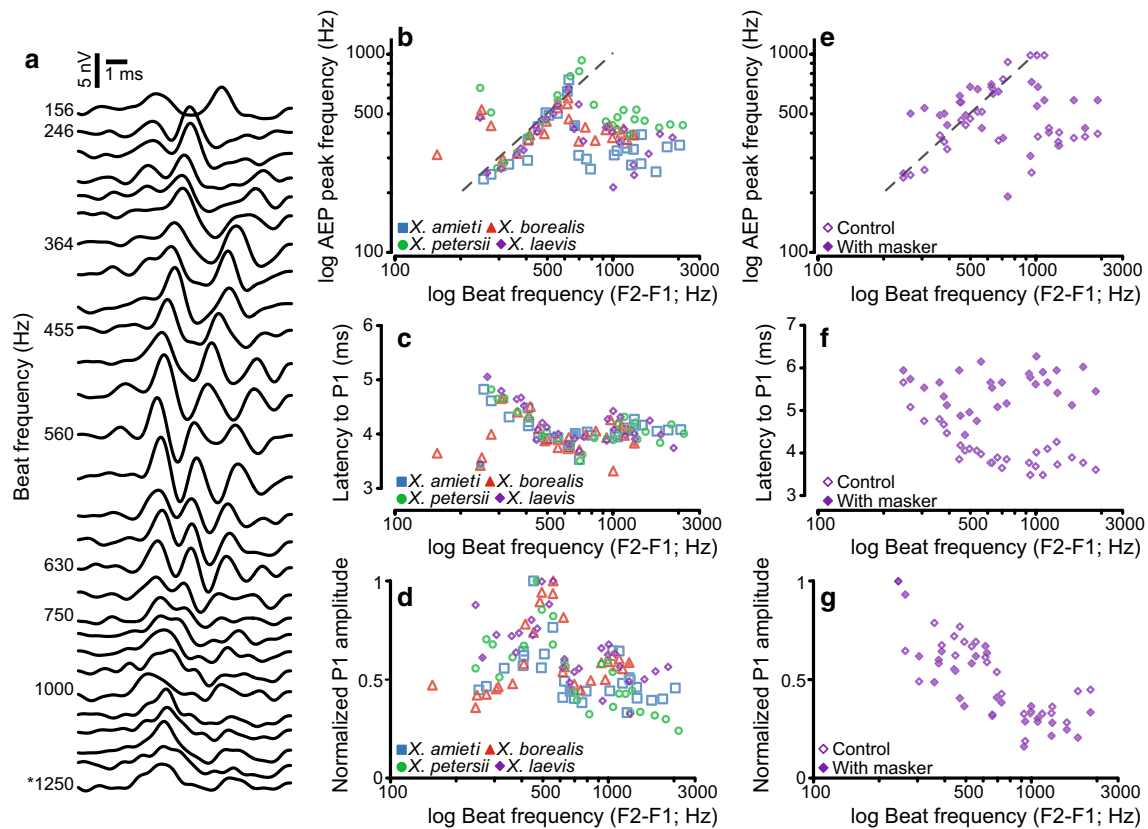 a
5 nV
1 ms
Beat frequency (Hz)
156
246
364
455
560
630
750
1000
*1250
b
log AEP peak frequency (Hz)
1000
500
100
X. amieti X. borealis
X. petersii X. laevis
100 500 1000 3000
log Beat frequency (F2-F1; Hz)
c
Latency to P1 (ms)
6
5
4
3
X. amieti X. borealis
X. petersii X. laevis
100 500 1000 3000
log Beat frequency (F2-F1; Hz)
d
Normalized P1 amplitude
1
0.5
0
X. amieti X. borealis
X. petersii X. laevis
100 500 1000 3000
log Beat frequency (F2-F1; Hz)
e
log AEP peak frequency (Hz)
1000
500
100
Control
With masker
100 500 1000 3000
log Beat frequency (F2-F1; Hz)
f
Latency to P1 (ms)
7
6
5
4
3
Control
With masker
100 500 1000 3000
log Beat frequency (F2-F1; Hz)
g
Normalized P1 amplitude
1
0.5
0
Control
With masker
100 500 1000 3000
log Beat frequency (F2-F1; Hz)